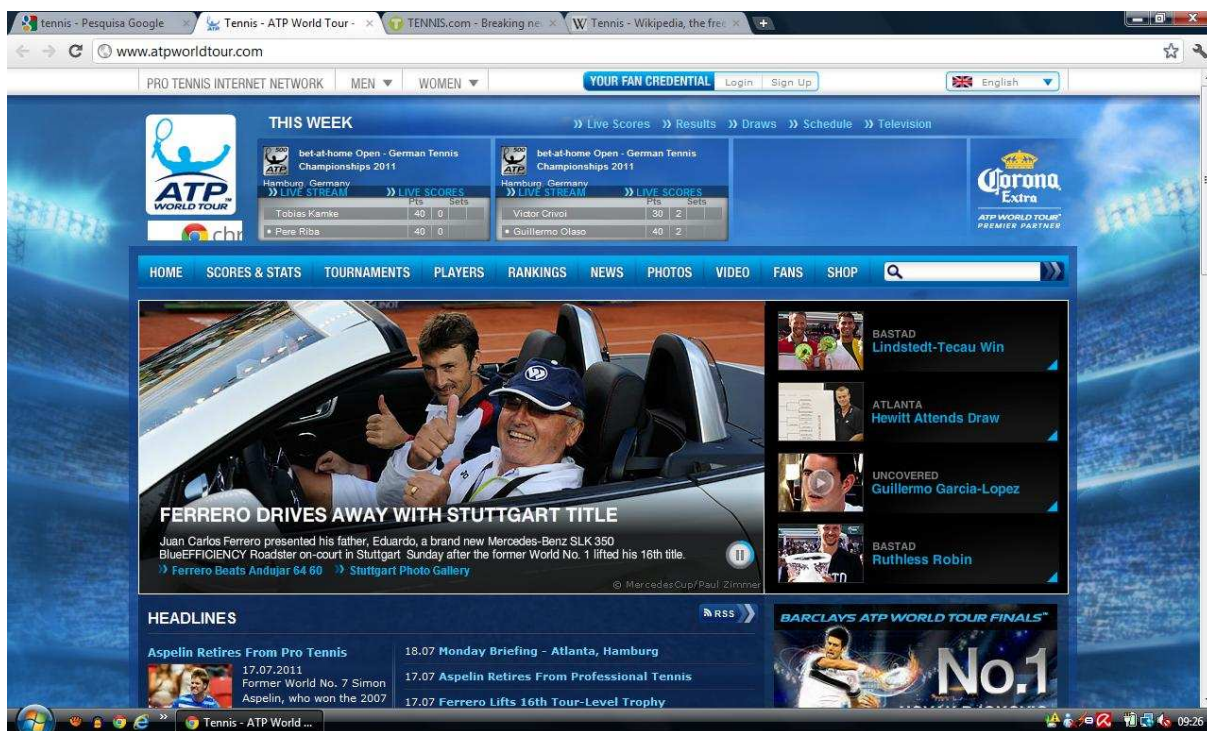 tennis - Pesquisa Google
Tennis - ATP World Tour -
TENNIS.com - Breaking ne
Tennis - Wikipedia, the free
www.atpworldtour.com
PRO TENNIS INTERNET NETWORK MEN WOMEN YOUR FAN CREDENTIAL Login Sign Up English
THIS WEEK
Live Scores Results Draws Schedule Television
ATP
WORLD TOUR
chr
500
ATP
bet-at-home Open - German Tennis
Championships 2011
Hamburg, Germany
LIVE STREAM LIVE SCORES
Pts Sets
Tobias Kamke 40 0
• Pere Riba 40 0
500
ATP
bet-at-home Open - German Tennis
Championships 2011
Hamburg, Germany
LIVE STREAM LIVE SCORES
Pts Sets
Victor Crivoi 30 2
• Guillermo Olaso 40 2
Corona
Extra
ATP WORLD TOUR
PREMIER PARTNER
HOME SCORES & STATS TOURNAMENTS PLAYERS RANKINGS NEWS PHOTOS VIDEO FANS SHOP
FERRERO DRIVES AWAY WITH STUTTGART TITLE
Juan Carlos Ferrero presented his father, Eduardo, a brand new Mercedes-Benz SLK 350
BlueEFFICIENCY Roadster on-court in Stuttgart Sunday after the former World No. 1 lifted his 16th title.
Ferrero Beats Andujar 64 60 Stuttgart Photo Gallery
© MercedesCup/Paul Zimmer
BASTAD
Lindstedt-Tecau Win
ATLANTA
Hewitt Attends Draw
UNCOVERED
Guillermo Garcia-Lopez
BASTAD
Ruthless Robin
HEADLINES
RSS
Aspelin Retires From Pro Tennis
17.07.2011
Former World No. 7 Simon
Aspelin, who won the 2007
18.07 Monday Briefing - Atlanta, Hamburg
17.07 Aspelin Retires From Professional Tennis
17.07 Ferrero Lifts 16th Tour-Level Trophy
BARCLAYS ATP WORLD TOUR FINALS™
No.1
Tennis - ATP World ...
09:26